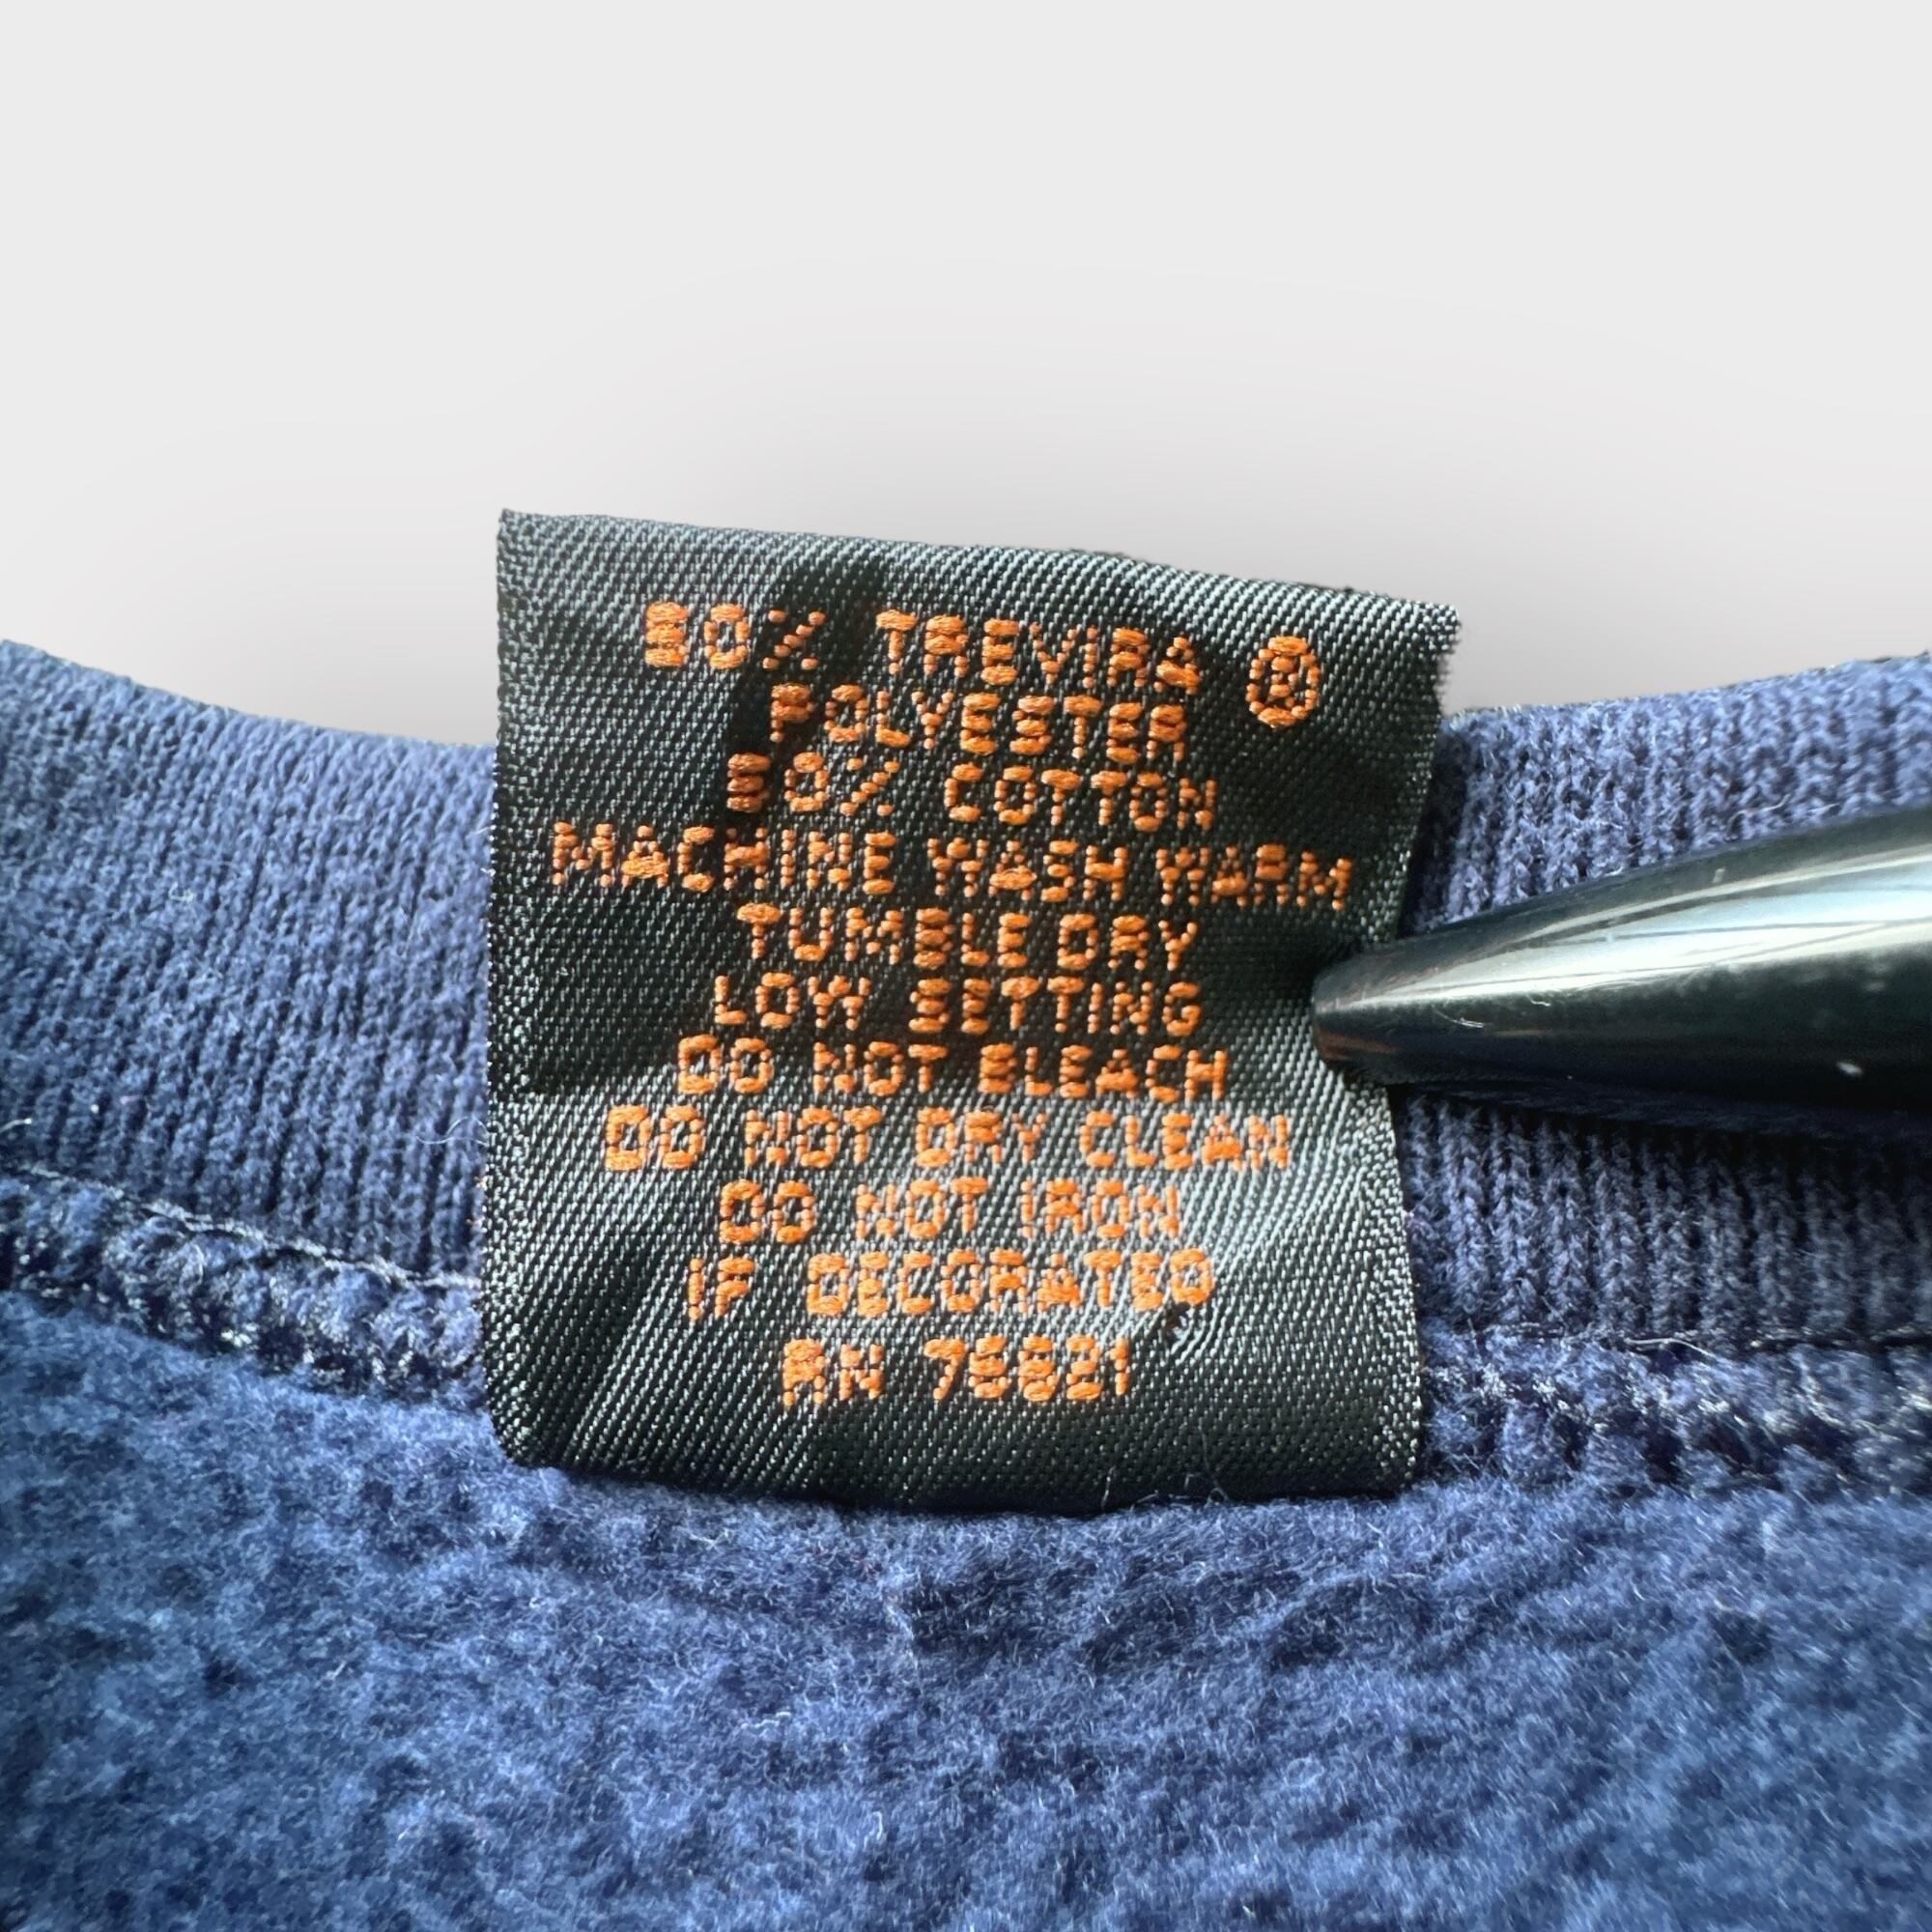 50% TREVIRA ®
POLYESTER
50% COTTON
MACHINE WASH WARM
TUMBLE DRY
LOW SETTING
DO NOT BLEACH
DO NOT DRY CLEAN
DO NOT IRON
IF DECORATED
RN